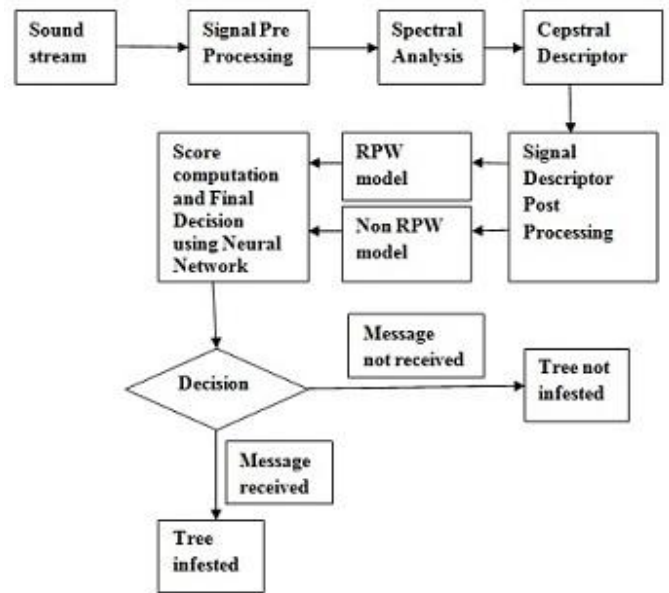 Sound
stream
Signal Pre
Processing
Spectral
Analysis
Cepstral
Descriptor
Score
computation
and Final
Decision
using Neural
Network
RPW
model
Non RPW
model
Signal
Descriptor
Post
Processing
Message
not received
Decision
Tree not
infested
Message
received
Tree
infested